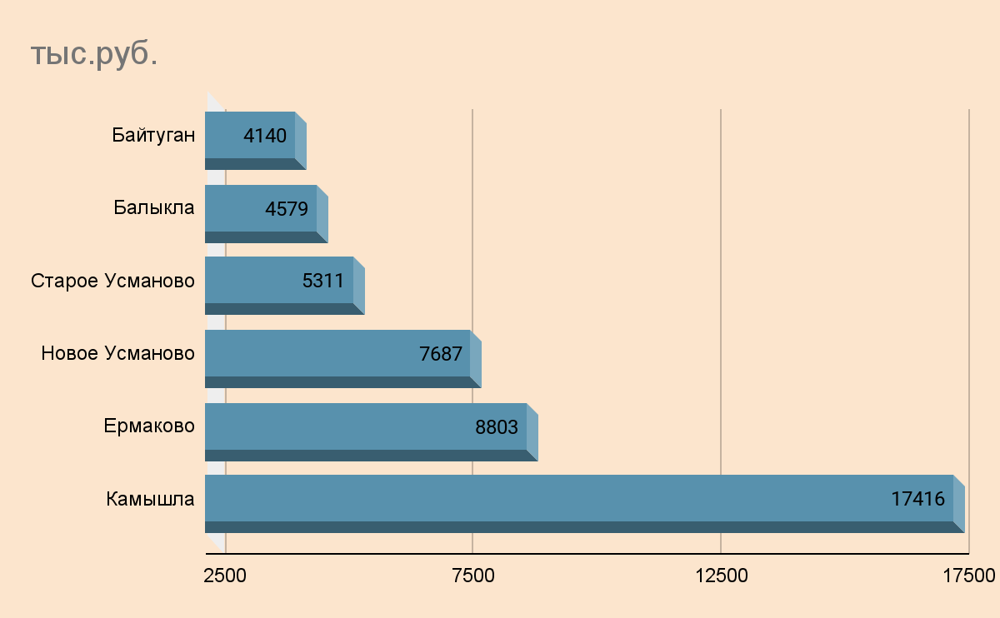 тыс.руб.
Байтуган 4140
Балыкла 4579
Старое Усманово 5311
Новое Усманово 7687
Ермаково 8803
Камышла 17416
2500 7500 12500 17500